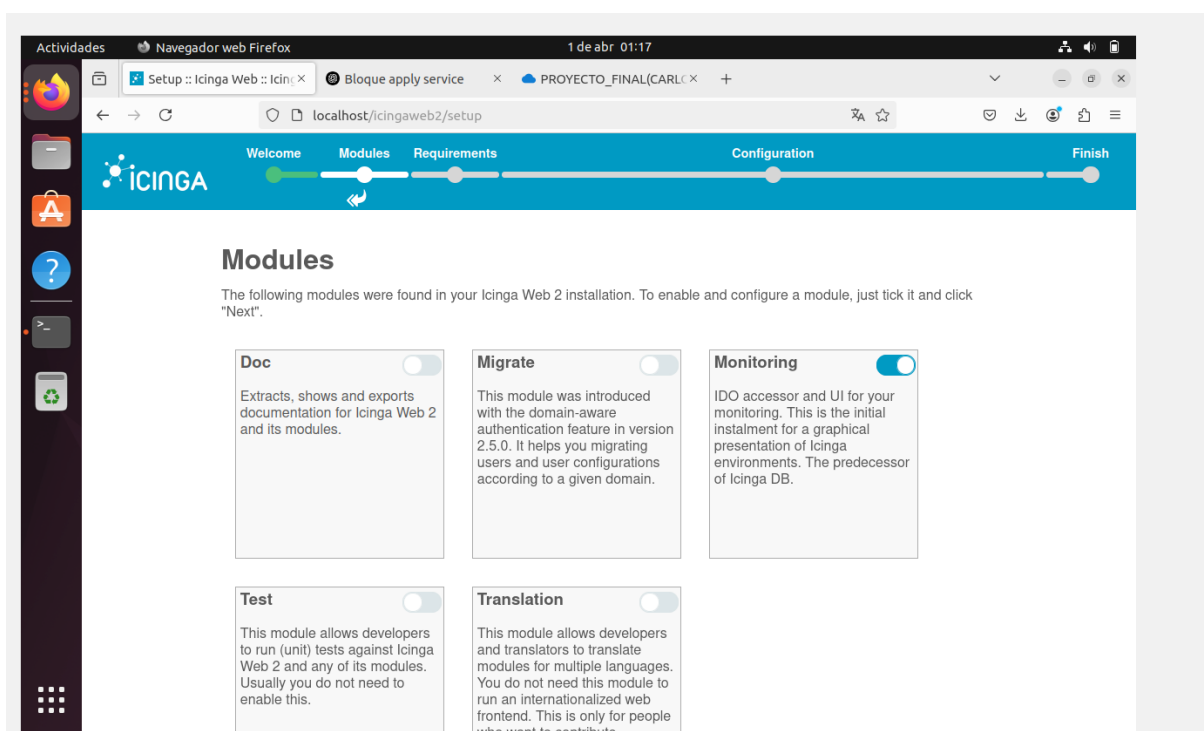 Actividades
Navegador web Firefox
1 de abr 01:17
Setup :: Icinga Web :: Icing
Bloque apply service
PROYECTO_FINAL(CARLO
localhost/icingaweb2/setup
Welcome
Modules
Requirements
Configuration
Finish
ICINGA
Modules
The following modules were found in your Icinga Web 2 installation. To enable and configure a module, just tick it and click
"Next".
Doc
Extracts, shows and exports
documentation for Icinga Web 2
and its modules.
Migrate
This module was introduced
with the domain-aware
authentication feature in version
2.5.0. It helps you migrating
users and user configurations
according to a given domain.
Monitoring
IDO accessor and UI for your
monitoring. This is the initial
instalment for a graphical
presentation of Icinga
environments. The predecessor
of Icinga DB.
Test
This module allows developers
to run (unit) tests against Icinga
Web 2 and any of its modules.
Usually you do not need to
enable this.
Translation
This module allows developers
and translators to translate
modules for multiple languages.
You do not need this module to
run an internationalized web
frontend. This is only for people
who want to contribute